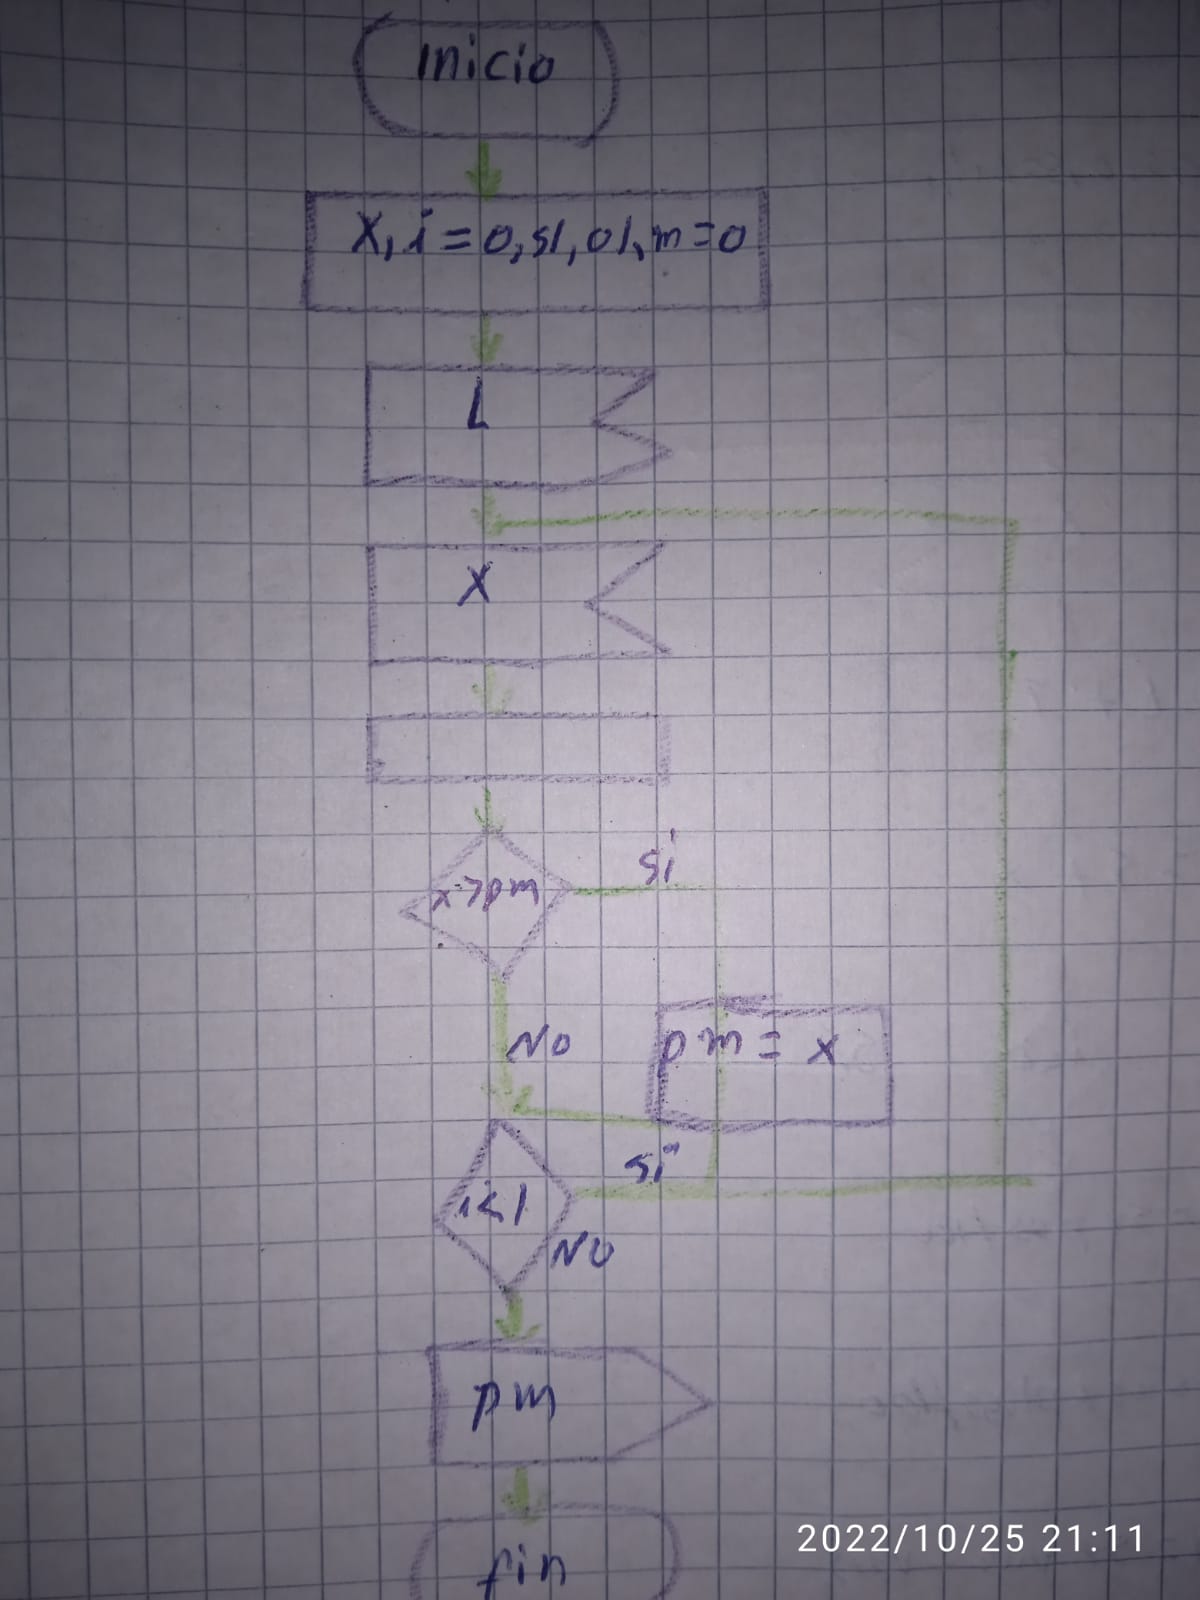 Inicio
X, i = 0, sl, ol, m = 0
L
X
x > pm
si
No
pm = x
si
i < l
NO
pm
fin
2022/10/25 21:11